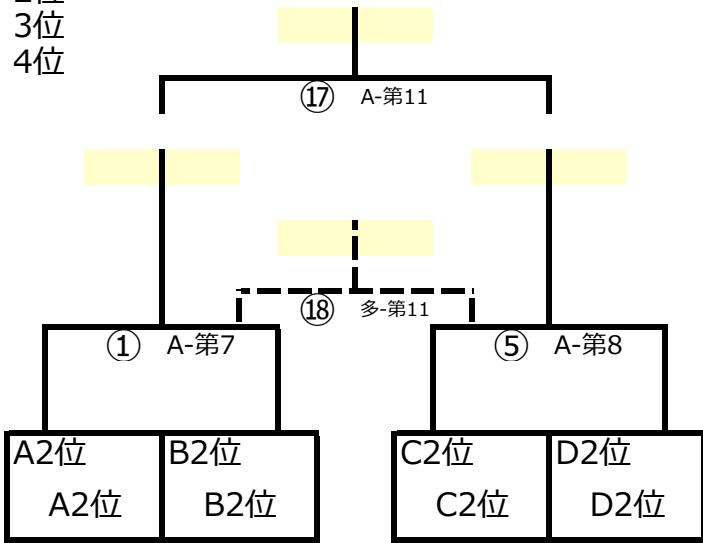 3位
4位
⑰ A-第11
⑱ 多-第11
① A-第7
⑤ A-第8
A2位 B2位 C2位 D2位
A2位 B2位 C2位 D2位